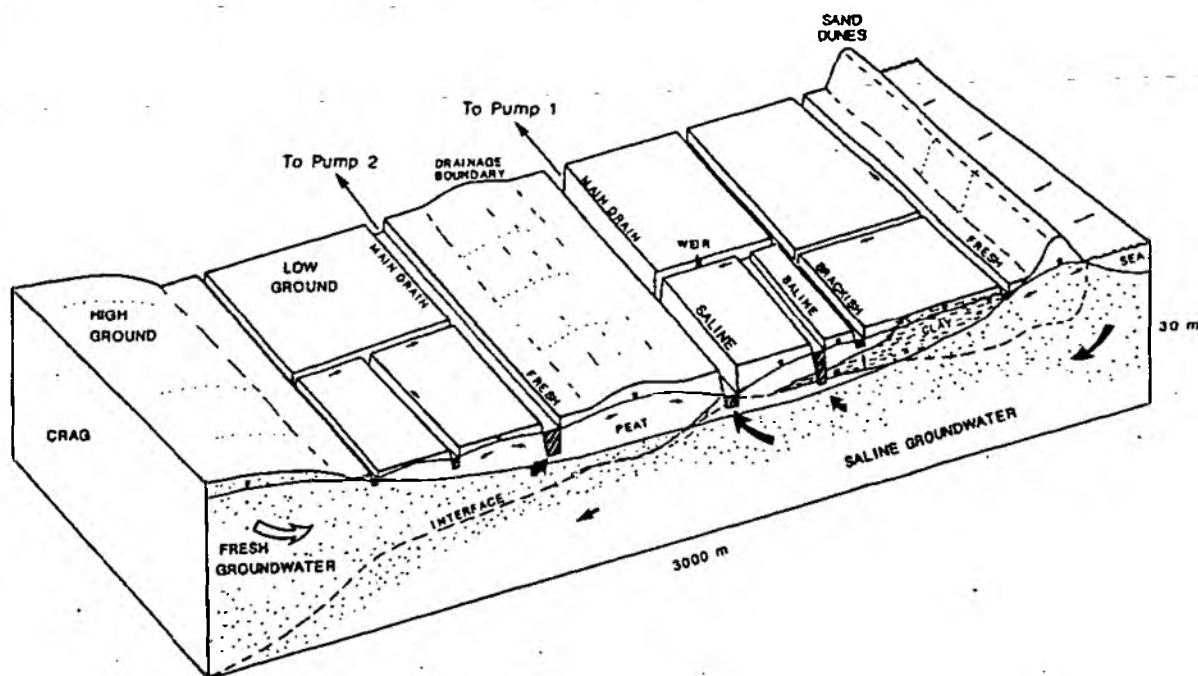 SAND
DUNES
To Pump 1
To Pump 2
DRAINAGE
BOUNDARY
MAIN DRAIN
WEIR
LOW
GROUND
MAIN DRAIN
FRESH
SEA
HIGH
GROUND
SALINE
SALINE
BRACKISH
CLAY
30 m
FRESH
PEAT
CRAG
SALINE GROUNDWATER
INTERFACE
FRESH
GROUNDWATER
3000 m